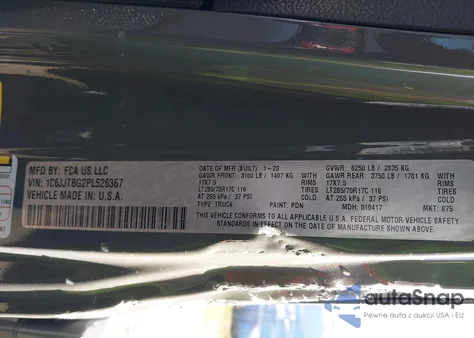 MFD BY: FCA US LLC
VIN: 1C6JJTBG2PL526367
VEHICLE MADE IN: U.S.A.
DATE OF MFR (BUILT): 1-23
GAWR FRONT: 3100 LB / 1407 KG
17X7.5 WITH RIMS
LT285/70R17C 116 TIRES
AT 255 kPa / 37 PSI
TYPE: TRUCK PAINT: PDN
GVWR: 6250 LB / 2835 KG
GAWR REAR: 3750 LB / 1701 KG
17X7.5 WITH RIMS
LT285/70R17C 116 TIRES
AT 255 kPa / 37 PSI
MDH: 010417 MKT: 875
THIS VEHICLE CONFORMS TO ALL APPLICABLE U.S.A. FEDERAL MOTOR VEHICLE SAFETY
STANDARDS IN EFFECT ON THE DATE OF MANUFACTURE SHOWN ABOVE.
autoSnap
Pewne auta z aukcji USA i EU